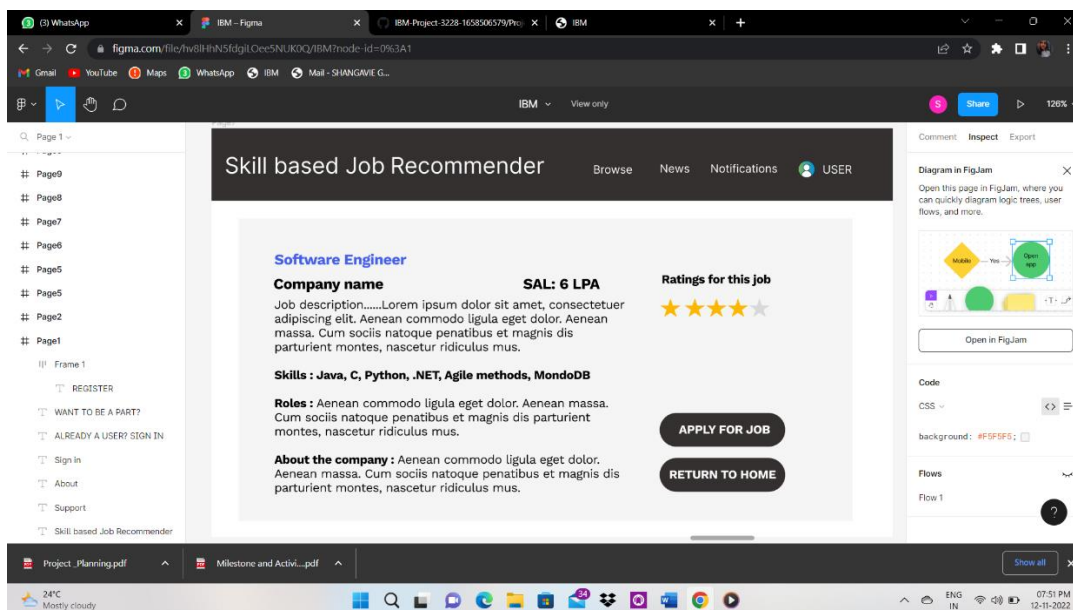 (3) WhatsApp
IBM – Figma
IBM-Project-3228-1658506579/Proj
IBM
figma.com/file/hv8lHhN5fdgiLOee5NUK0Q/IBM?node-id=0%3A1
Gmail YouTube Maps WhatsApp IBM Mail - SHANGAVIE G...
IBM View only
S Share 126%
Page 1
Page9
Page8
Page7
Page6
Page5
Page5
Page2
Page1
Frame 1
REGISTER
WANT TO BE A PART?
ALREADY A USER? SIGN IN
Sign in
About
Support
Skill based Job Recommender
Skill based Job Recommender
Browse News Notifications USER
Software Engineer
Company name SAL: 6 LPA
Job description......Lorem ipsum dolor sit amet, consectetuer
adipiscing elit. Aenean commodo ligula eget dolor. Aenean
massa. Cum sociis natoque penatibus et magnis dis
parturient montes, nascetur ridiculus mus.
Skills : Java, C, Python, .NET, Agile methods, MondoDB
Roles : Aenean commodo ligula eget dolor. Aenean massa.
Cum sociis natoque penatibus et magnis dis parturient
montes, nascetur ridiculus mus.
About the company : Aenean commodo ligula eget dolor.
Aenean massa. Cum sociis natoque penatibus et magnis dis
parturient montes, nascetur ridiculus mus.
Ratings for this job
APPLY FOR JOB
RETURN TO HOME
Comment Inspect Export
Diagram in FigJam
Open this page in FigJam, where you
can quickly diagram logic trees, user
flows, and more.
Mobile Yes Open
app
Open in FigJam
Code
CSS
background: #F5F5F5;
Flows
Flow 1
?
Project_Planning.pdf
Milestone and Activi....pdf
Show all
24°C
Mostly cloudy
34
ENG
IN
07:51 PM
12-11-2022